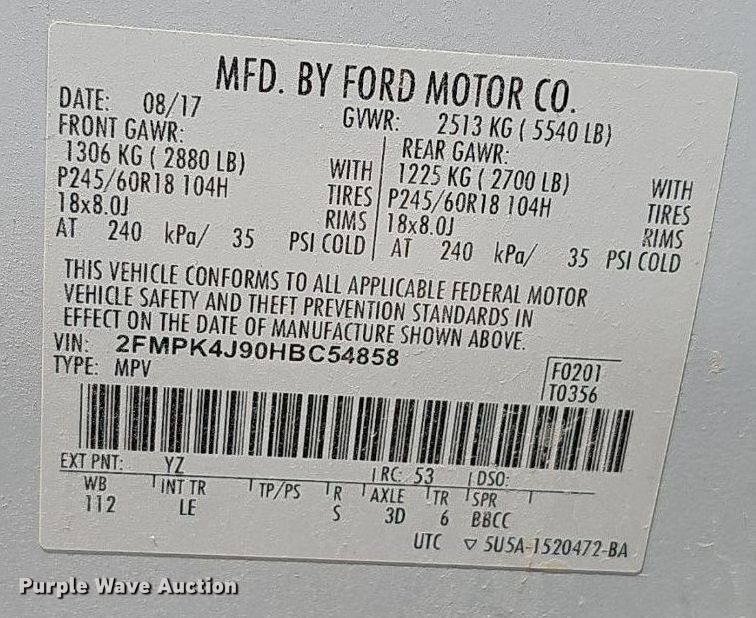 MFD. BY FORD MOTOR CO.
DATE: 08/17 GVWR: 2513 KG ( 5540 LB)
FRONT GAWR: REAR GAWR:
1306 KG ( 2880 LB) WITH 1225 KG ( 2700 LB) WITH
P245/60R18 104H TIRES P245/60R18 104H TIRES
18x8.0J RIMS 18x8.0J RIMS
AT 240 kPa/ 35 PSI COLD AT 240 kPa/ 35 PSI COLD
THIS VEHICLE CONFORMS TO ALL APPLICABLE FEDERAL MOTOR
VEHICLE SAFETY AND THEFT PREVENTION STANDARDS IN
EFFECT ON THE DATE OF MANUFACTURE SHOWN ABOVE.
VIN: 2FMPK4J90HBC54858
TYPE: MPV F0201
T0356
EXT PNT: YZ RC: 53 DSO:
WB INT TR TP/PS R AXLE TR SPR
112 LE S 3D 6 BBCC
UTC ▽ 5U5A-1520472-BA
Purple Wave Auction